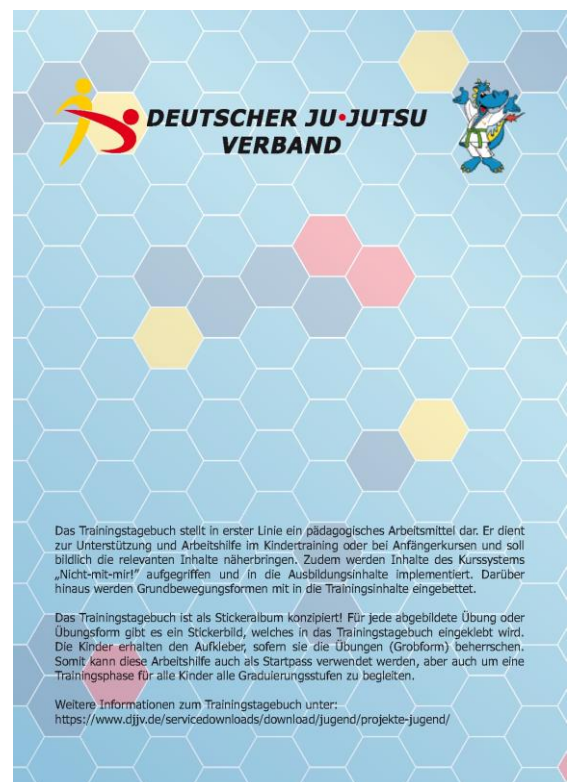 DEUTSCHER JU•JUTSU
VERBAND
Das Trainingstagebuch stellt in erster Linie ein pädagogisches Arbeitsmittel dar. Er dient
zur Unterstützung und Arbeitshilfe im Kindertraining oder bei Anfängerkursen und soll
bildlich die relevanten Inhalte näherbringen. Zudem werden Inhalte des Kurssystems
„Nicht-mit-mir!“ aufgegriffen und in die Ausbildungsinhalte implementiert. Darüber
hinaus werden Grundbewegungsformen mit in die Trainingsinhalte eingebettet.
Das Trainingstagebuch ist als Stickeralbum konzipiert! Für jede abgebildete Übung oder
Übungsform gibt es ein Stickerbild, welches in das Trainingstagebuch eingeklebt wird.
Die Kinder erhalten den Aufkleber, sofern sie die Übungen (Grobform) beherrschen.
Somit kann diese Arbeitshilfe auch als Startpass verwendet werden, aber auch um eine
Trainingsphase für alle Kinder alle Graduierungsstufen zu begleiten.
Weitere Informationen zum Trainingstagebuch unter:
https://www.djjv.de/servicedownloads/download/jugend/projekte-jugend/